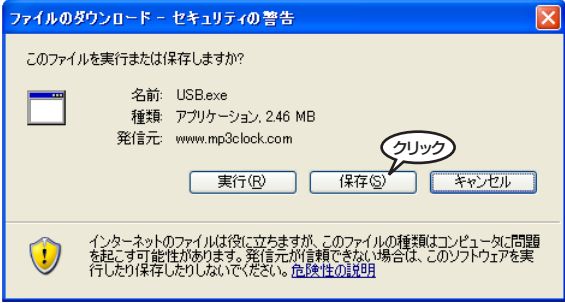 ファイルのダウンロード - セキュリティの警告
このファイルを実行または保存しますか?
名前: USB.exe
種類: アプリケーション, 2.46 MB
発信元: www.mp3clock.com
クリック
実行(R) 保存(S) キャンセル
インターネットのファイルは役に立ちますが、このファイルの種類はコンピュータに問題
を起こす可能性があります。発信元が信頼できない場合は、このソフトウェアを実
行したり保存したりしないでください。危険性の説明